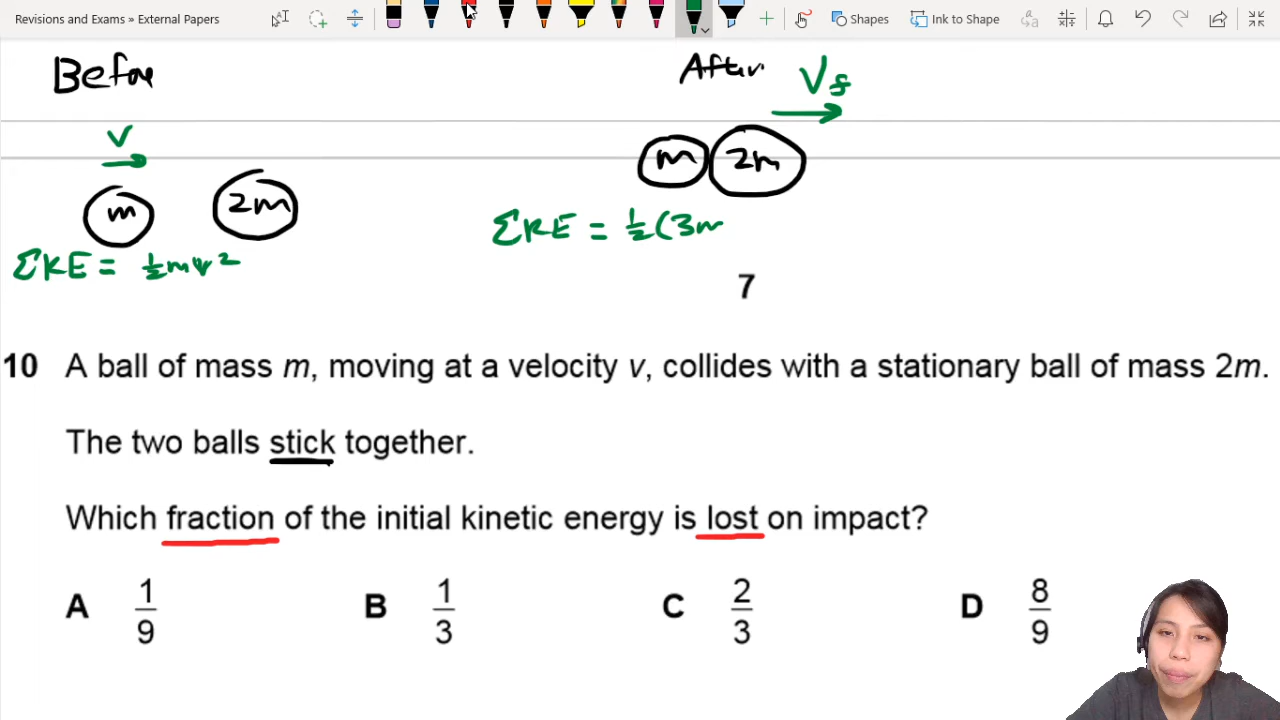 Revisions and Exams » External Papers
Shapes
Ink to Shape
Before
After
v
Vf
m
2m
m
2m
ΣKE = ½mv²
ΣKE = ½(3m
7
10 A ball of mass m, moving at a velocity v, collides with a stationary ball of mass 2m.
The two balls stick together.
Which fraction of the initial kinetic energy is lost on impact?
A 1/9 B 1/3 C 2/3 D 8/9